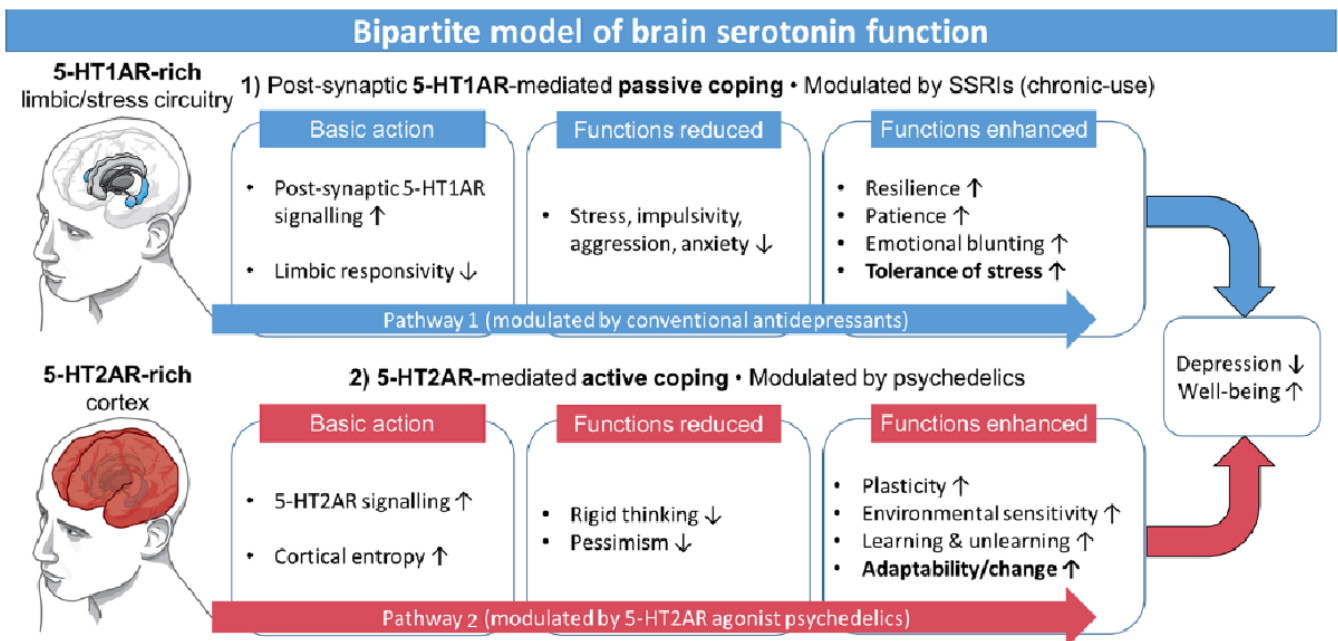 Bipartite model of brain serotonin function
5-HT1AR-rich
limbic/stress circuitry
1) Post-synaptic 5-HT1AR-mediated passive coping • Modulated by SSRIs (chronic-use)
Basic action
• Post-synaptic 5-HT1AR
signalling ↑
• Limbic responsivity ↓
Functions reduced
• Stress, impulsivity,
aggression, anxiety ↓
Functions enhanced
• Resilience ↑
• Patience ↑
• Emotional blunting ↑
• Tolerance of stress ↑
Pathway 1 (modulated by conventional antidepressants)
5-HT2AR-rich
cortex
2) 5-HT2AR-mediated active coping • Modulated by psychedelics
Basic action
• 5-HT2AR signalling ↑
• Cortical entropy ↑
Functions reduced
• Rigid thinking ↓
• Pessimism ↓
Functions enhanced
• Plasticity ↑
• Environmental sensitivity ↑
• Learning & unlearning ↑
• Adaptability/change ↑
Pathway 2 (modulated by 5-HT2AR agonist psychedelics)
Depression ↓
Well-being ↑